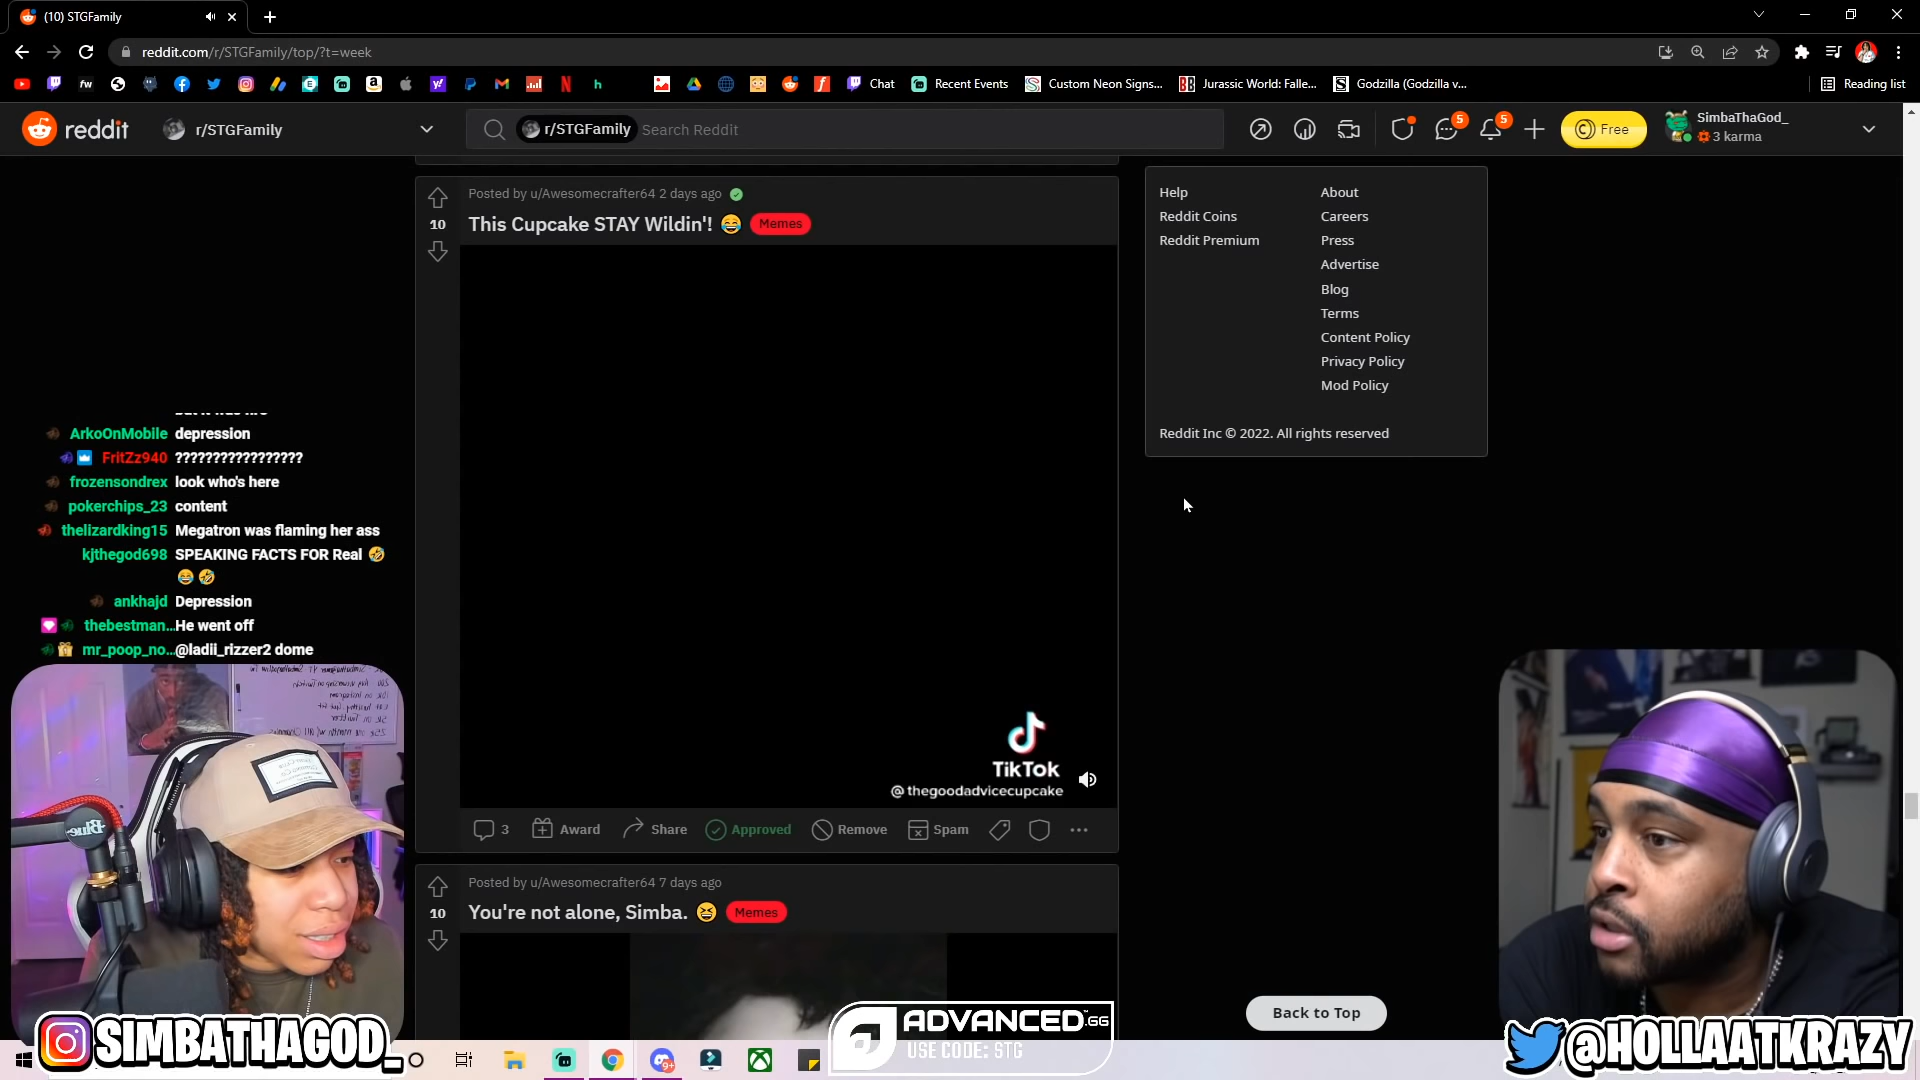 (10) STGFamily
reddit.com/r/STGFamily/top/?t=week
Chat
Recent Events
Custom Neon Signs...
Jurassic World: Falle...
Godzilla (Godzilla v...
Reading list
reddit
r/STGFamily
r/STGFamily
Search Reddit
5
5
Free
SimbaThaGod_
3 karma
Posted by u/Awesomecrafter64 2 days ago
10
This Cupcake STAY Wildin'! 😂
Memes
Help
Reddit Coins
Reddit Premium
About
Careers
Press
Advertise
Blog
Terms
Content Policy
Privacy Policy
Mod Policy
Reddit Inc © 2022. All rights reserved
ArkoOnMobile depression
FritZz940 ?????????????????
frozensondrex look who's here
pokerchips_23 content
thelizardking15 Megatron was flaming her ass
kjthegod698 SPEAKING FACTS FOR Real 🤣
😂 🤣
ankhajd Depression
thebestman... He went off
mr_poop_no... @ladii_rizzer2 dome
TikTok
@thegoodadvicecupcake
3
Award
Share
Approved
Remove
Spam
Posted by u/Awesomecrafter64 7 days ago
10
You're not alone, Simba. 😆
Memes
Back to Top
SIMBATHAGOD_
ADVANCED.GG
USE CODE: STG
@HOLLAATKRAZY